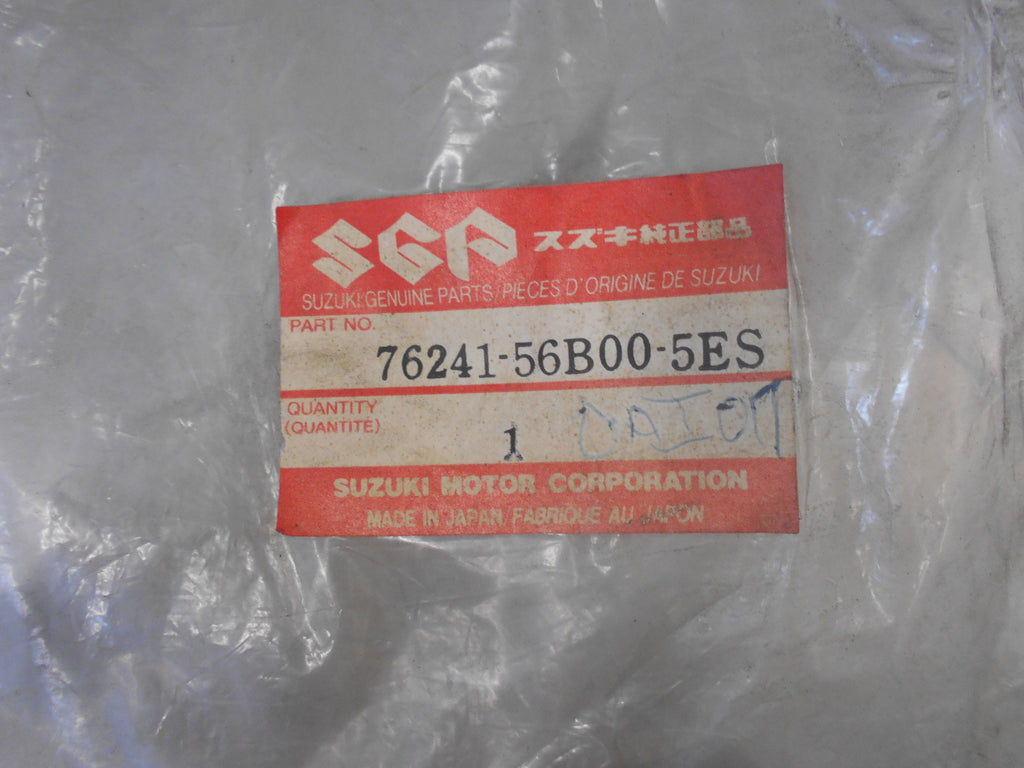 SGP スズキ純正部品
SUZUKI GENUINE PARTS/PIÈCES D'ORIGINE DE SUZUKI
PART NO.
76241-56B00-5ES
QUANTITY
(QUANTITÉ)
1
SUZUKI MOTOR CORPORATION
MADE IN JAPAN FABRIQUE AU JAPON